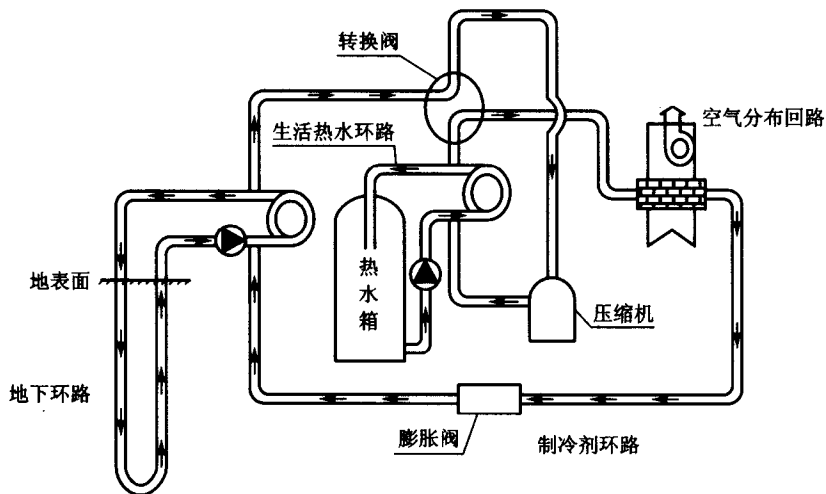 转换阀
空气分布回路
生活热水环路
热水箱
地表面
压缩机
地下环路
膨胀阀
制冷剂环路